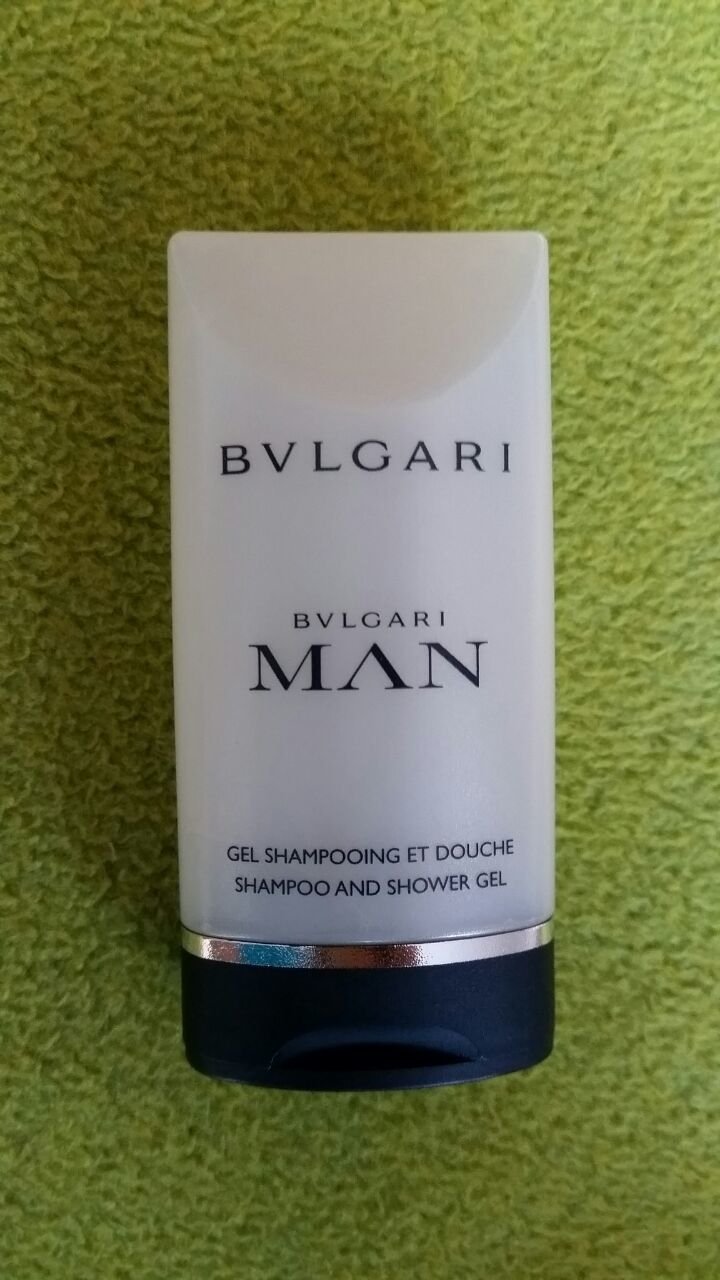 BVLGARI
BVLGARI
MAN
GEL SHAMPOOING ET DOUCHE
SHAMPOO AND SHOWER GEL